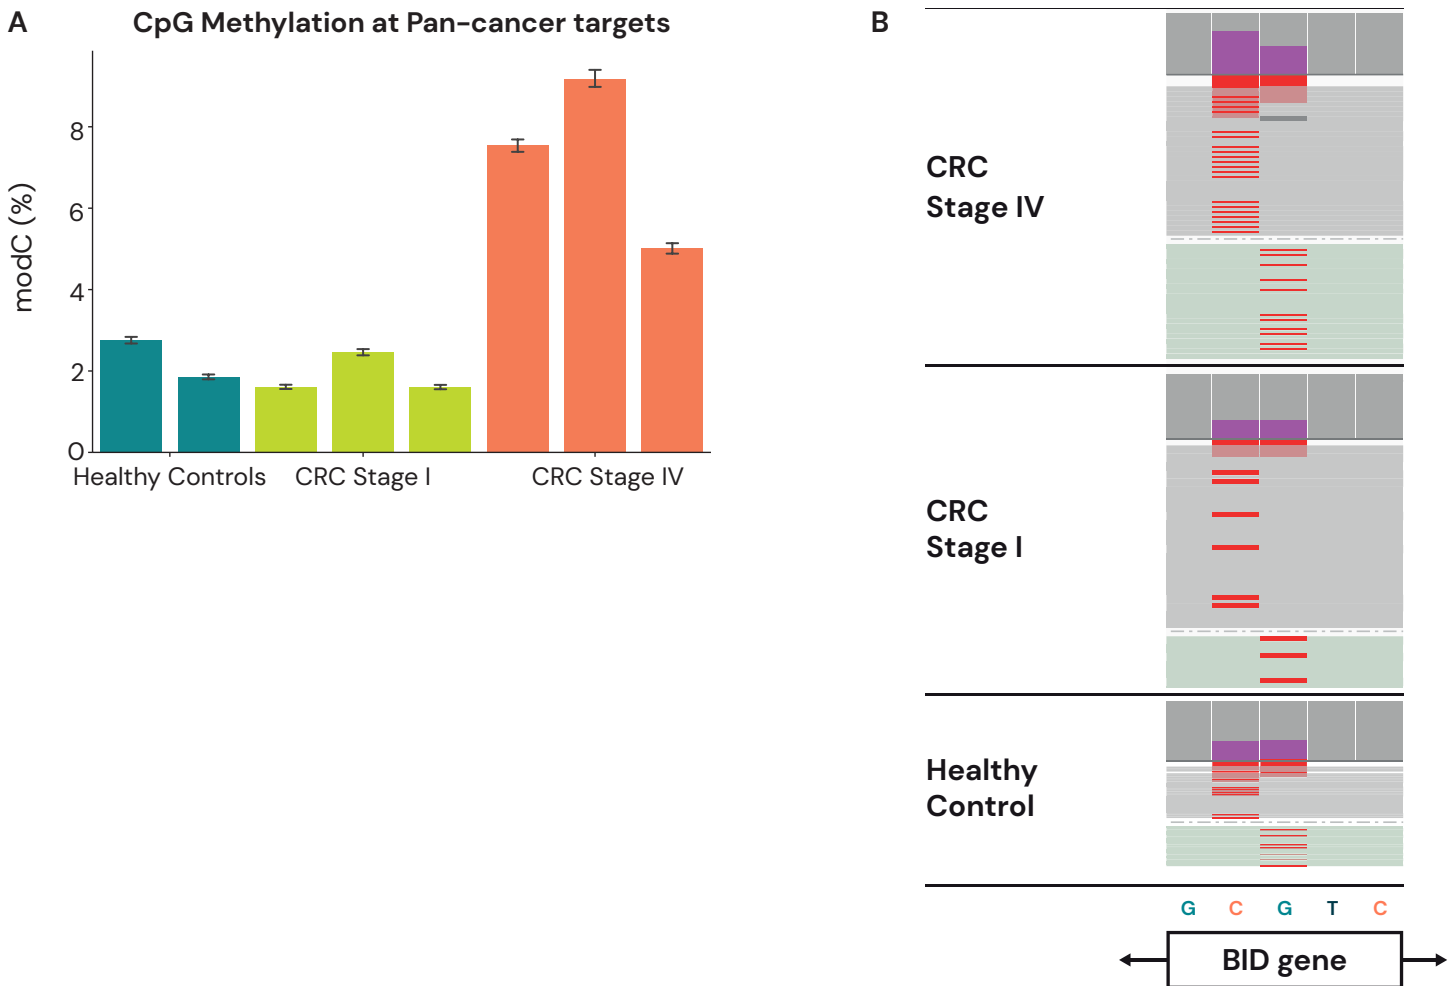 A
CpG Methylation at Pan-cancer targets
modC (%)
8
6
4
2
0
Healthy Controls
CRC Stage I
CRC Stage IV
B
CRC
Stage IV
CRC
Stage I
Healthy
Control
G C G T C
BID gene